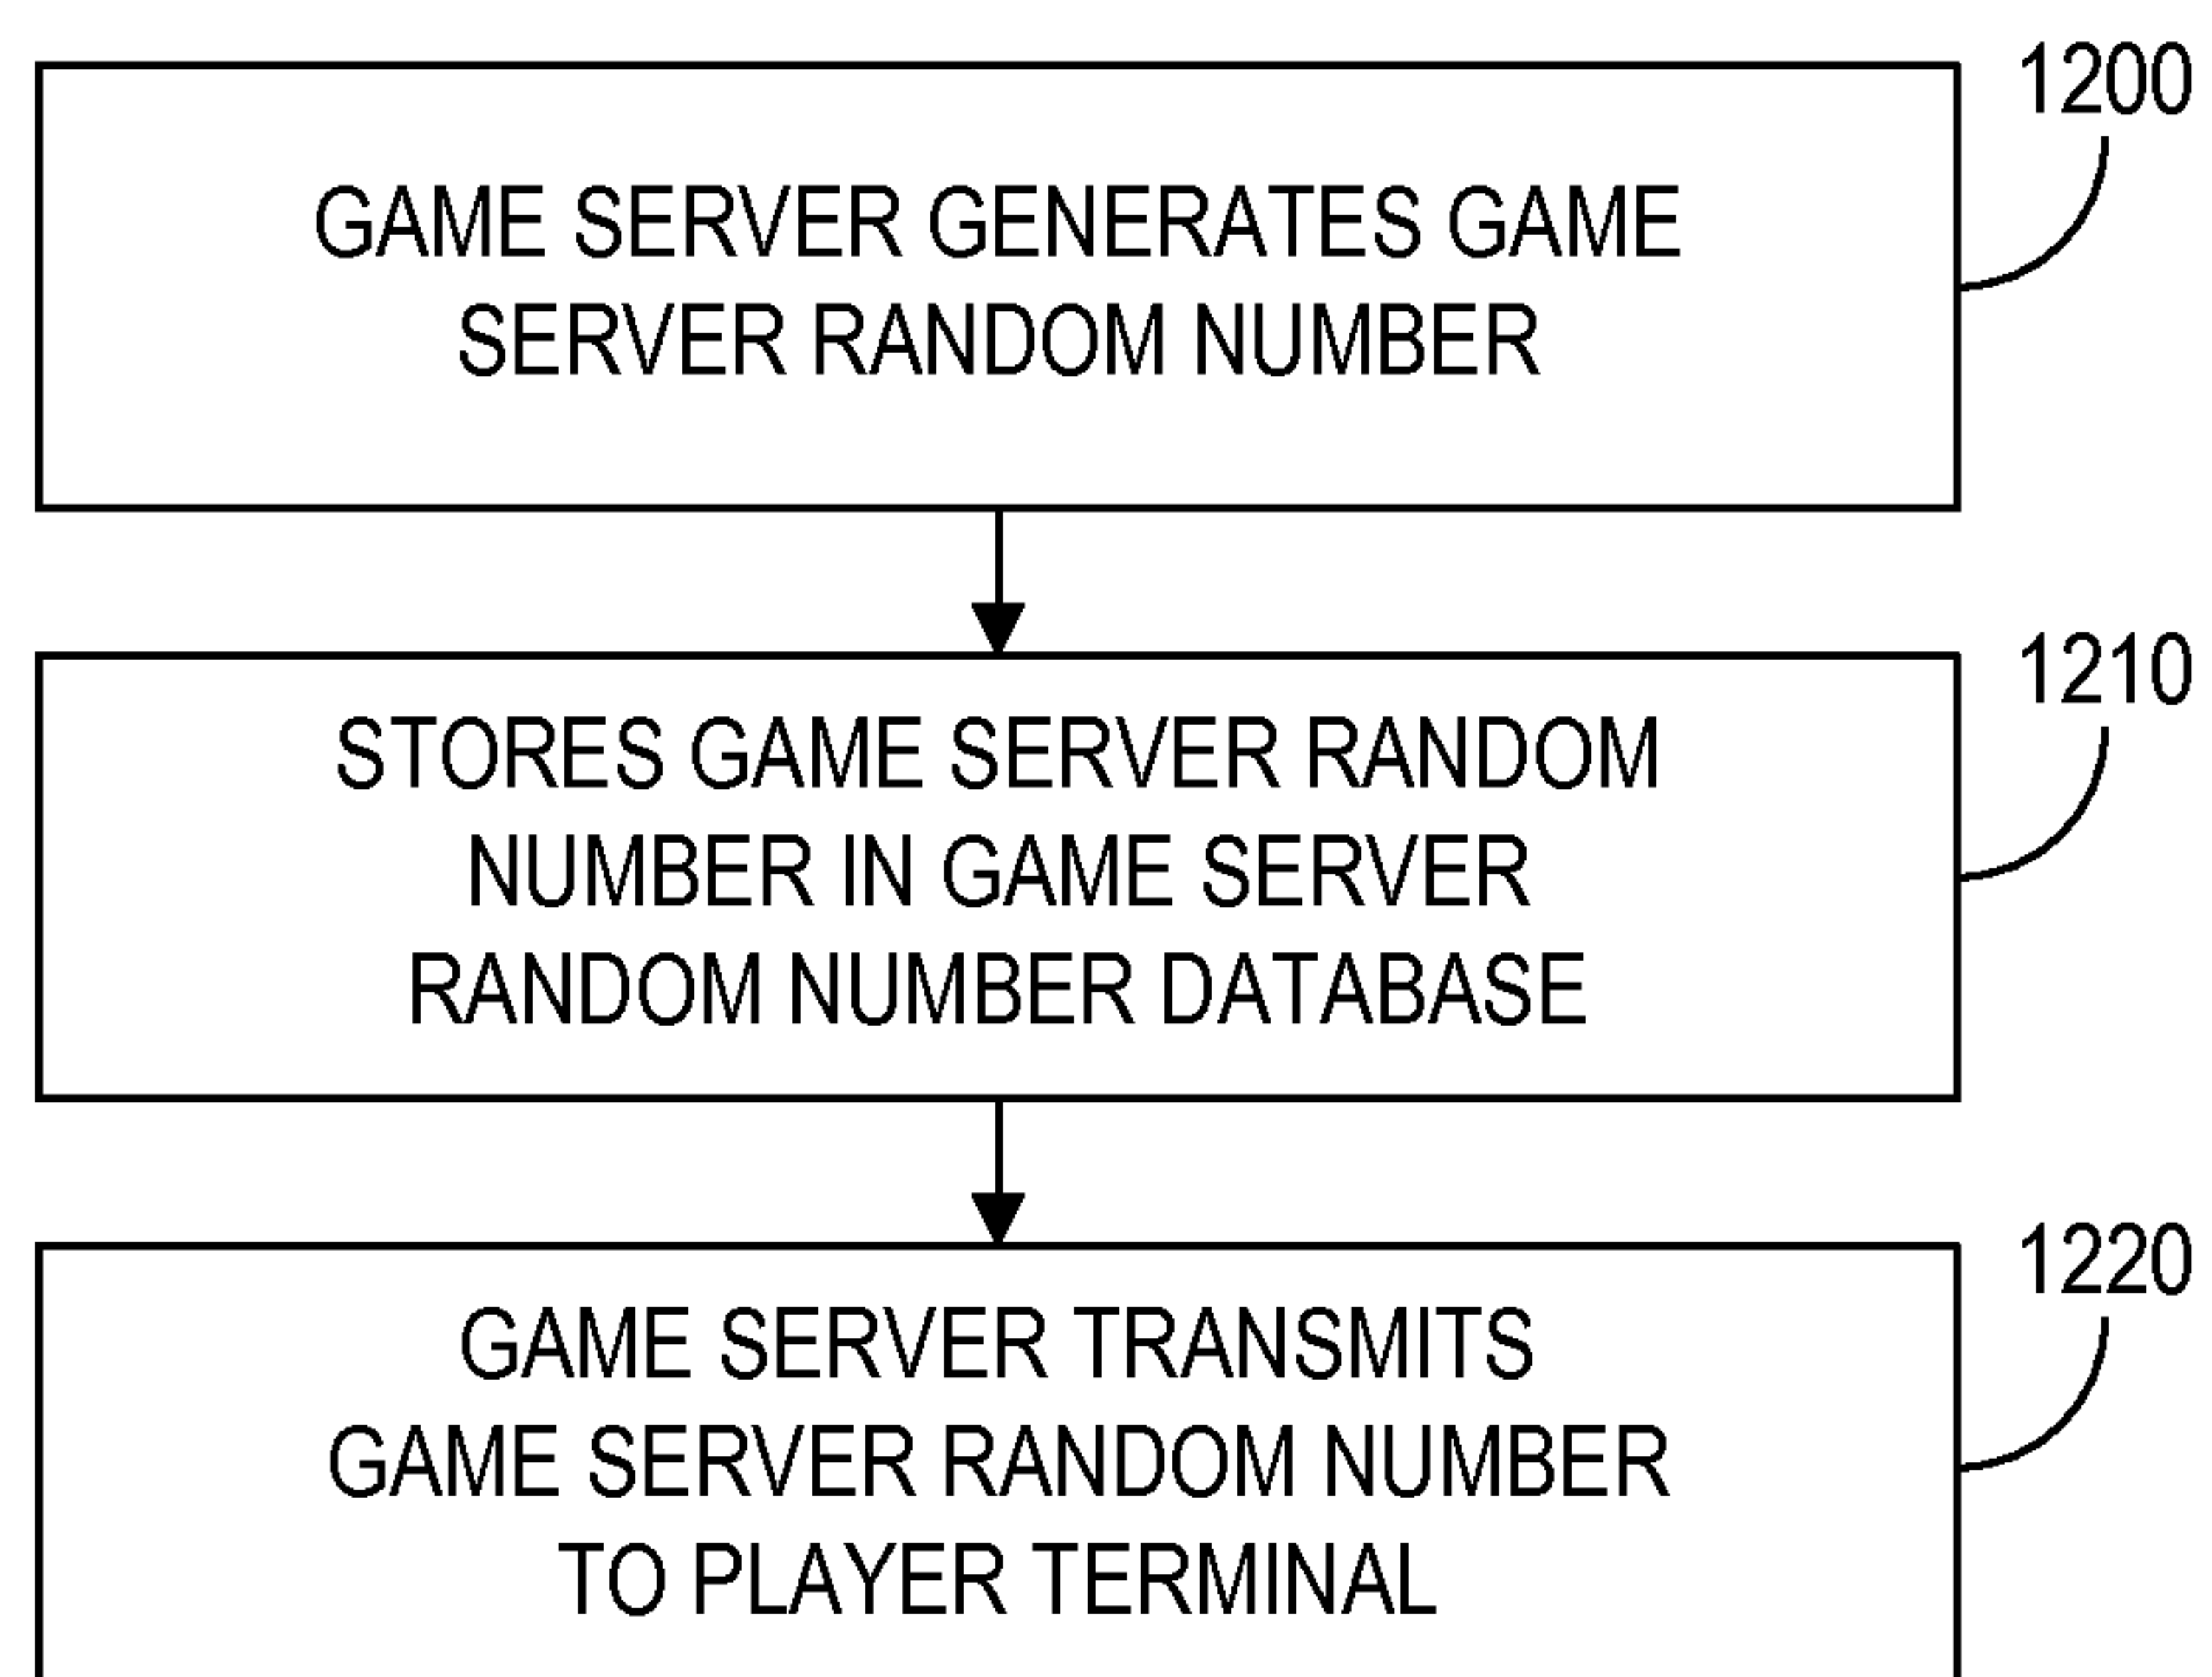 1200
GAME SERVER GENERATES GAME
SERVER RANDOM NUMBER
1210
STORES GAME SERVER RANDOM
NUMBER IN GAME SERVER
RANDOM NUMBER DATABASE
1220
GAME SERVER TRANSMITS
GAME SERVER RANDOM NUMBER
TO PLAYER TERMINAL